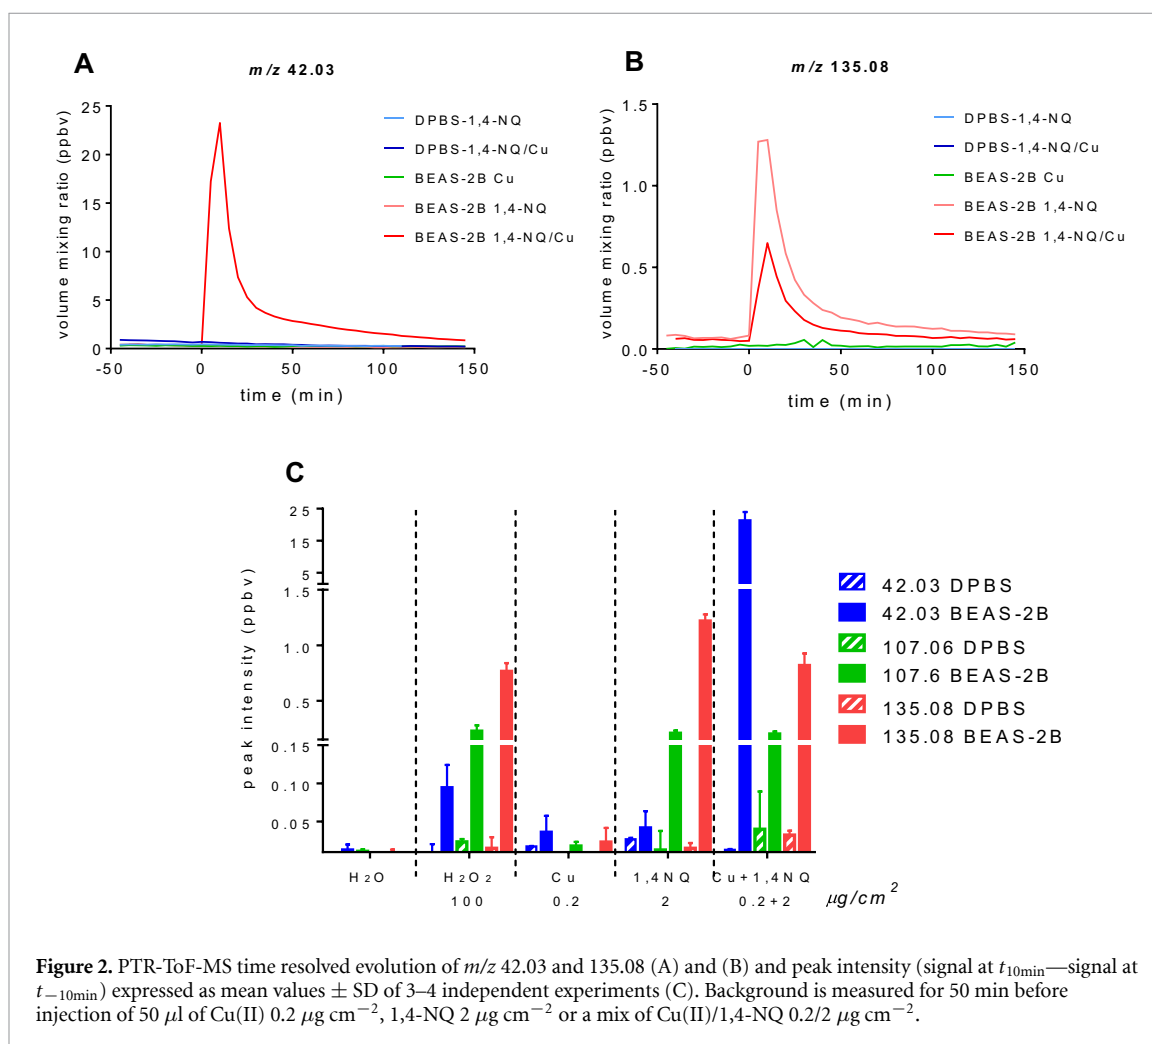 A
m/z 42.03
volume mixing ratio (ppbv)
25
20
15
10
5
0
-50
0
50
100
150
time (min)
DPBS-1,4-NQ
DPBS-1,4-NQ/Cu
BEAS-2B Cu
BEAS-2B 1,4-NQ
BEAS-2B 1,4-NQ/Cu
B
m/z 135.08
volume mixing ratio (ppbv)
1.5
1.0
0.5
0.0
-50
0
50
100
150
time (min)
DPBS-1,4-NQ
DPBS-1,4-NQ/Cu
BEAS-2B Cu
BEAS-2B 1,4-NQ
BEAS-2B 1,4-NQ/Cu
C
peak intensity (ppbv)
25
15
5
1.5
1.0
0.5
0.15
0.10
0.05
H₂O H₂O₂ Cu 1,4NQ Cu+1,4NQ
100 0.2 2 0.2+2 μg/cm²
42.03 DPBS
42.03 BEAS-2B
107.06 DPBS
107.6 BEAS-2B
135.08 DPBS
135.08 BEAS-2B
Figure 2. PTR-ToF-MS time resolved evolution of m/z 42.03 and 135.08 (A) and (B) and peak intensity (signal at t₁₀ₘᵢₙ—signal at
t₋₁₀ₘᵢₙ) expressed as mean values ± SD of 3–4 independent experiments (C). Background is measured for 50 min before
injection of 50 μl of Cu(II) 0.2 μg cm⁻², 1,4-NQ 2 μg cm⁻² or a mix of Cu(II)/1,4-NQ 0.2/2 μg cm⁻².